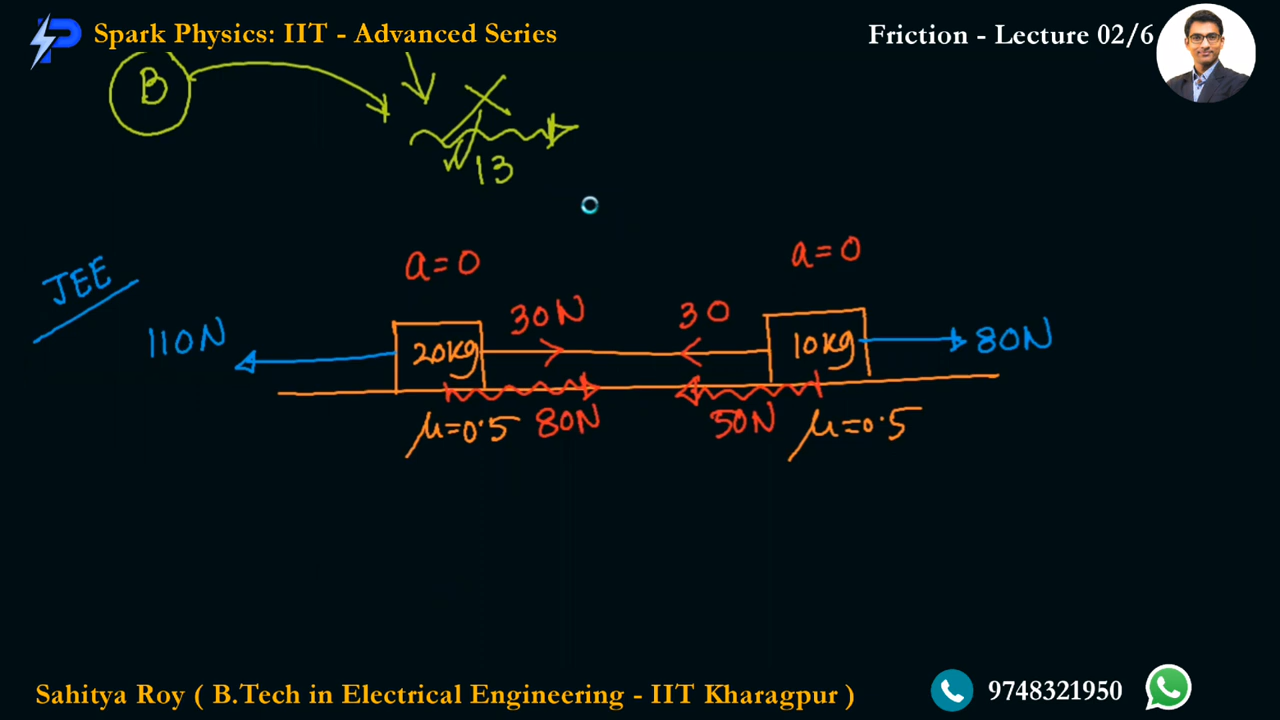 Spark Physics: IIT - Advanced Series
Friction - Lecture 02/6
B
13
JEE
a=0
a=0
110N
30N
30
80N
20kg
10kg
μ=0.5
80N
50N
μ=0.5
Sahitya Roy ( B.Tech in Electrical Engineering - IIT Kharagpur )
9748321950